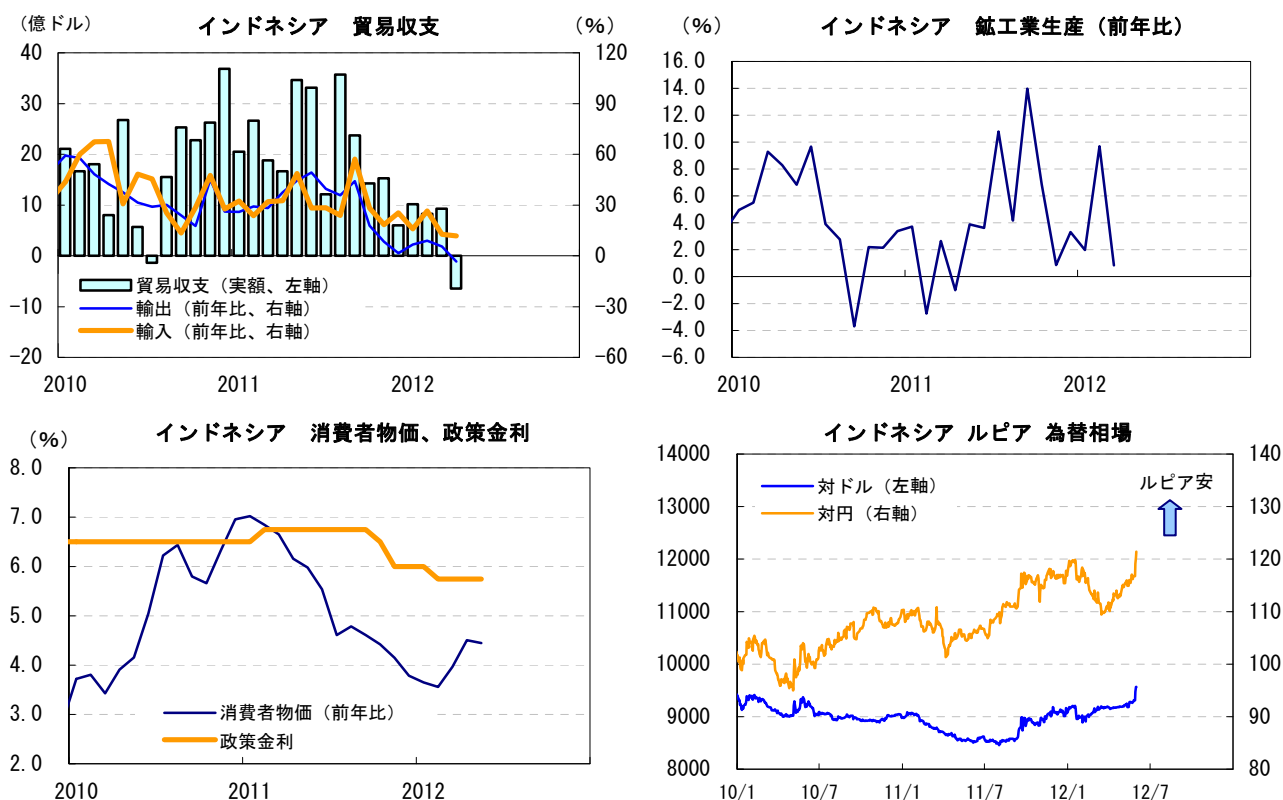 インドネシア　貿易収支
（億ドル）
（%）
40
30
20
10
0
−10
−20
120
90
60
30
0
−30
−60
貿易収支（実額、左軸）
輸出（前年比、右軸）
輸入（前年比、右軸）
2010 2011 2012
インドネシア　鉱工業生産（前年比）
（%）
16.0
14.0
12.0
10.0
8.0
6.0
4.0
2.0
0.0
−2.0
−4.0
−6.0
2010 2011 2012
インドネシア　消費者物価、政策金利
（%）
8.0
7.0
6.0
5.0
4.0
3.0
2.0
消費者物価（前年比）
政策金利
2010 2011 2012
インドネシア ルピア 為替相場
14000
13000
12000
11000
10000
9000
8000
140
130
120
110
100
90
80
対ドル（左軸）
対円（右軸）
ルピア安
10/1 10/7 11/1 11/7 12/1 12/7